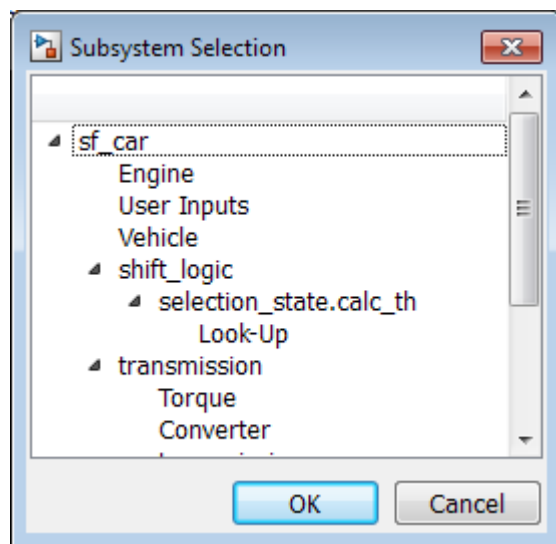 Subsystem Selection
sf_car
Engine
User Inputs
Vehicle
shift_logic
selection_state.calc_th
Look-Up
transmission
Torque
Converter
OK
Cancel